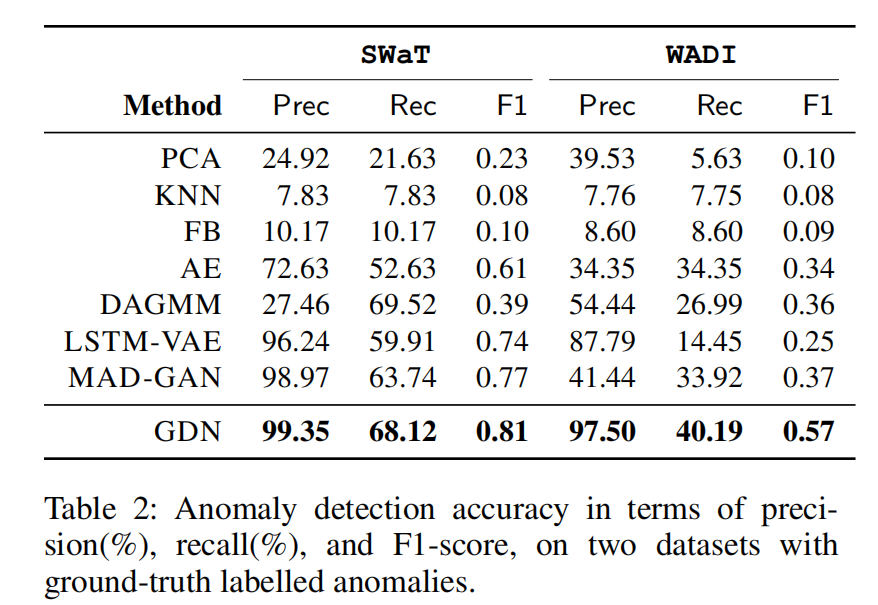 SWaT WADI
Method Prec Rec F1 Prec Rec F1
PCA 24.92 21.63 0.23 39.53 5.63 0.10
KNN 7.83 7.83 0.08 7.76 7.75 0.08
FB 10.17 10.17 0.10 8.60 8.60 0.09
AE 72.63 52.63 0.61 34.35 34.35 0.34
DAGMM 27.46 69.52 0.39 54.44 26.99 0.36
LSTM-VAE 96.24 59.91 0.74 87.79 14.45 0.25
MAD-GAN 98.97 63.74 0.77 41.44 33.92 0.37
GDN 99.35 68.12 0.81 97.50 40.19 0.57
Table 2: Anomaly detection accuracy in terms of preci-
sion(%), recall(%), and F1-score, on two datasets with
ground-truth labelled anomalies.